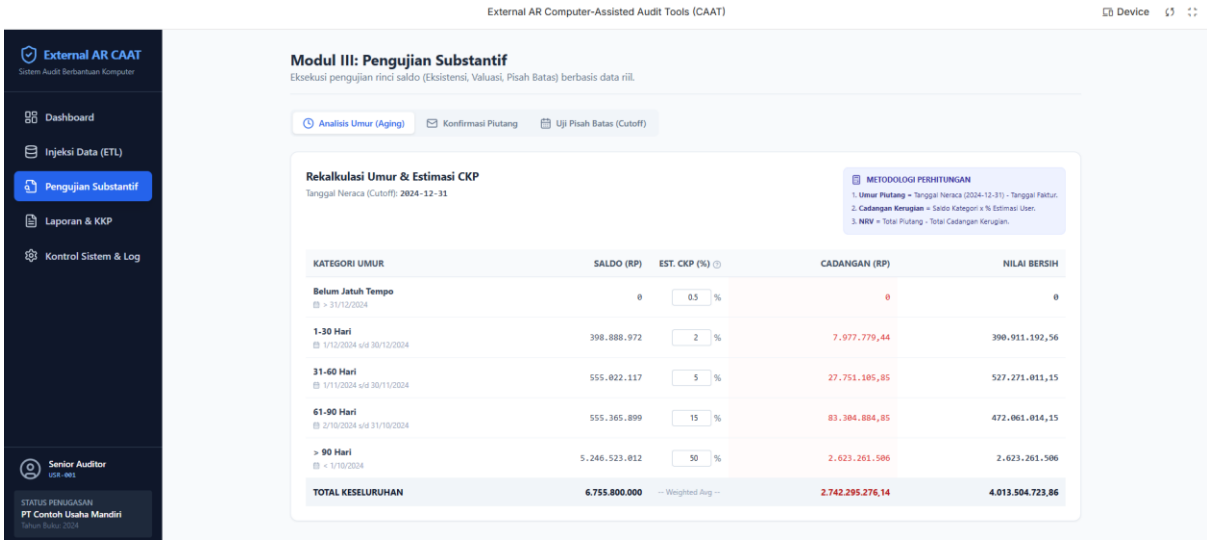 External AR Computer-Assisted Audit Tools (CAAT)
Device
External AR CAAT
Sistem Audit Berbantuan Komputer
Dashboard
Injeksi Data (ETL)
Pengujian Substantif
Laporan & KKP
Kontrol Sistem & Log
Senior Auditor
USR-001
STATUS PENUGASAN
PT Contoh Usaha Mandiri
Tahun Buku: 2024
Modul III: Pengujian Substantif
Eksekusi pengujian rinci saldo (Eksistensi, Valuasi, Pisah Batas) berbasis data riil.
Analisis Umur (Aging) Konfirmasi Piutang Uji Pisah Batas (Cutoff)
Rekalkulasi Umur & Estimasi CKP
Tanggal Neraca (Cutoff): 2024-12-31
METODOLOGI PERHITUNGAN
1. Umur Piutang = Tanggal Neraca (2024-12-31) - Tanggal Faktur.
2. Cadangan Kerugian = Saldo Kategori x % Estimasi User.
3. NRV = Total Piutang - Total Cadangan Kerugian.
KATEGORI UMUR SALDO (RP) EST. CKP (%) CADANGAN (RP) NILAI BERSIH
Belum Jatuh Tempo
> 31/12/2024
0 0.5 % 0 0
1-30 Hari
1/12/2024 s/d 30/12/2024
398.888.972 2 % 7.977.779,44 390.911.192,56
31-60 Hari
1/11/2024 s/d 30/11/2024
555.022.117 5 % 27.751.105,85 527.271.011,15
61-90 Hari
2/10/2024 s/d 31/10/2024
555.365.899 15 % 83.304.884,85 472.061.014,15
> 90 Hari
< 1/10/2024
5.246.523.012 50 % 2.623.261.506 2.623.261.506
TOTAL KESELURUHAN 6.755.800.000 -- Weighted Avg -- 2.742.295.276,14 4.013.504.723,86